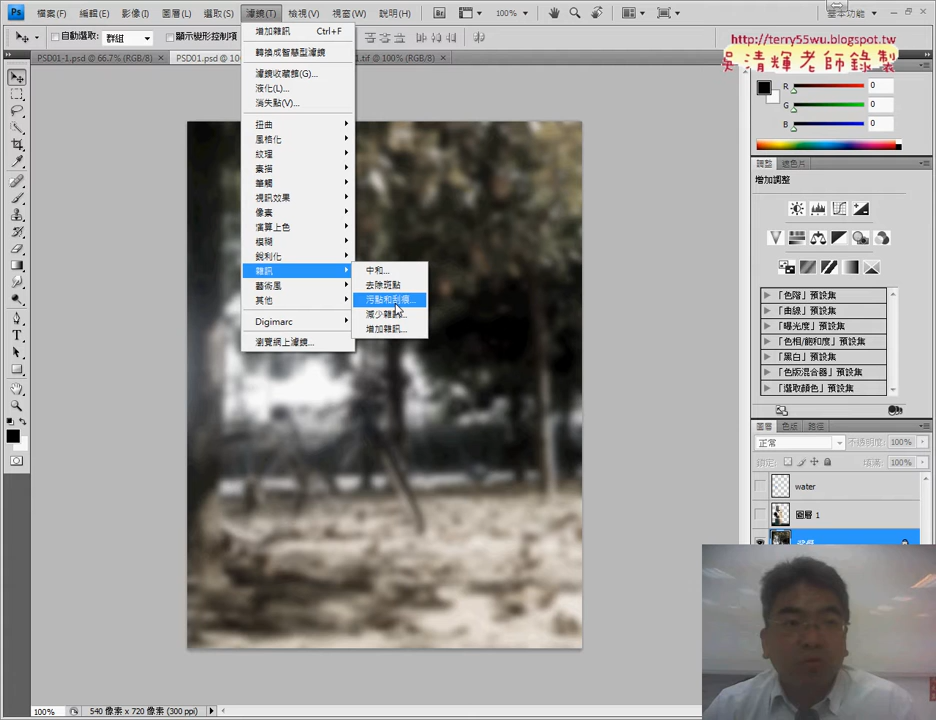 檔案(F) 編輯(E) 影像(I) 圖層(L) 選取(S) 濾鏡(T) 檢視(V) 視窗(W) 說明(H) 100% 基本功能
自動選取: 群組 顯示變形控制項
http://terry55wu.blogspot.tw
吳清輝老師錄製
PSD01-1.psd @ 66.7% (RGB/8)
PSD01.psd @ 100%
1.tif @ 100% (RGB/8)
增加雜訊 Ctrl+F
轉換成智慧型濾鏡
濾鏡收藏館(G)...
液化(L)...
消失點(V)...
扭曲
風格化
紋理
素描
筆觸
視訊效果
像素
演算上色
模糊
銳利化
雜訊
藝術風
其他
Digimarc
瀏覽網上濾鏡...
中和...
去除斑點
污點和刮痕...
減少雜訊...
增加雜訊...
R 0
G 0
B 0
調整 遮色片
增加調整
「色階」預設集
「曲線」預設集
「曝光度」預設集
「色相/飽和度」預設集
「黑白」預設集
「色版混合器」預設集
「選取顏色」預設集
圖層 色版 路徑
正常 不透明度: 100%
鎖定: 填滿: 100%
water
圖層 1
100% 540 像素 x 720 像素 (300 ppi)